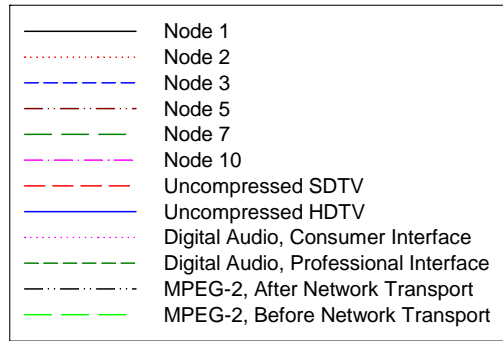 Node 1
Node 2
Node 3
Node 5
Node 7
Node 10
Uncompressed SDTV
Uncompressed HDTV
Digital Audio, Consumer Interface
Digital Audio, Professional Interface
MPEG-2, After Network Transport
MPEG-2, Before Network Transport